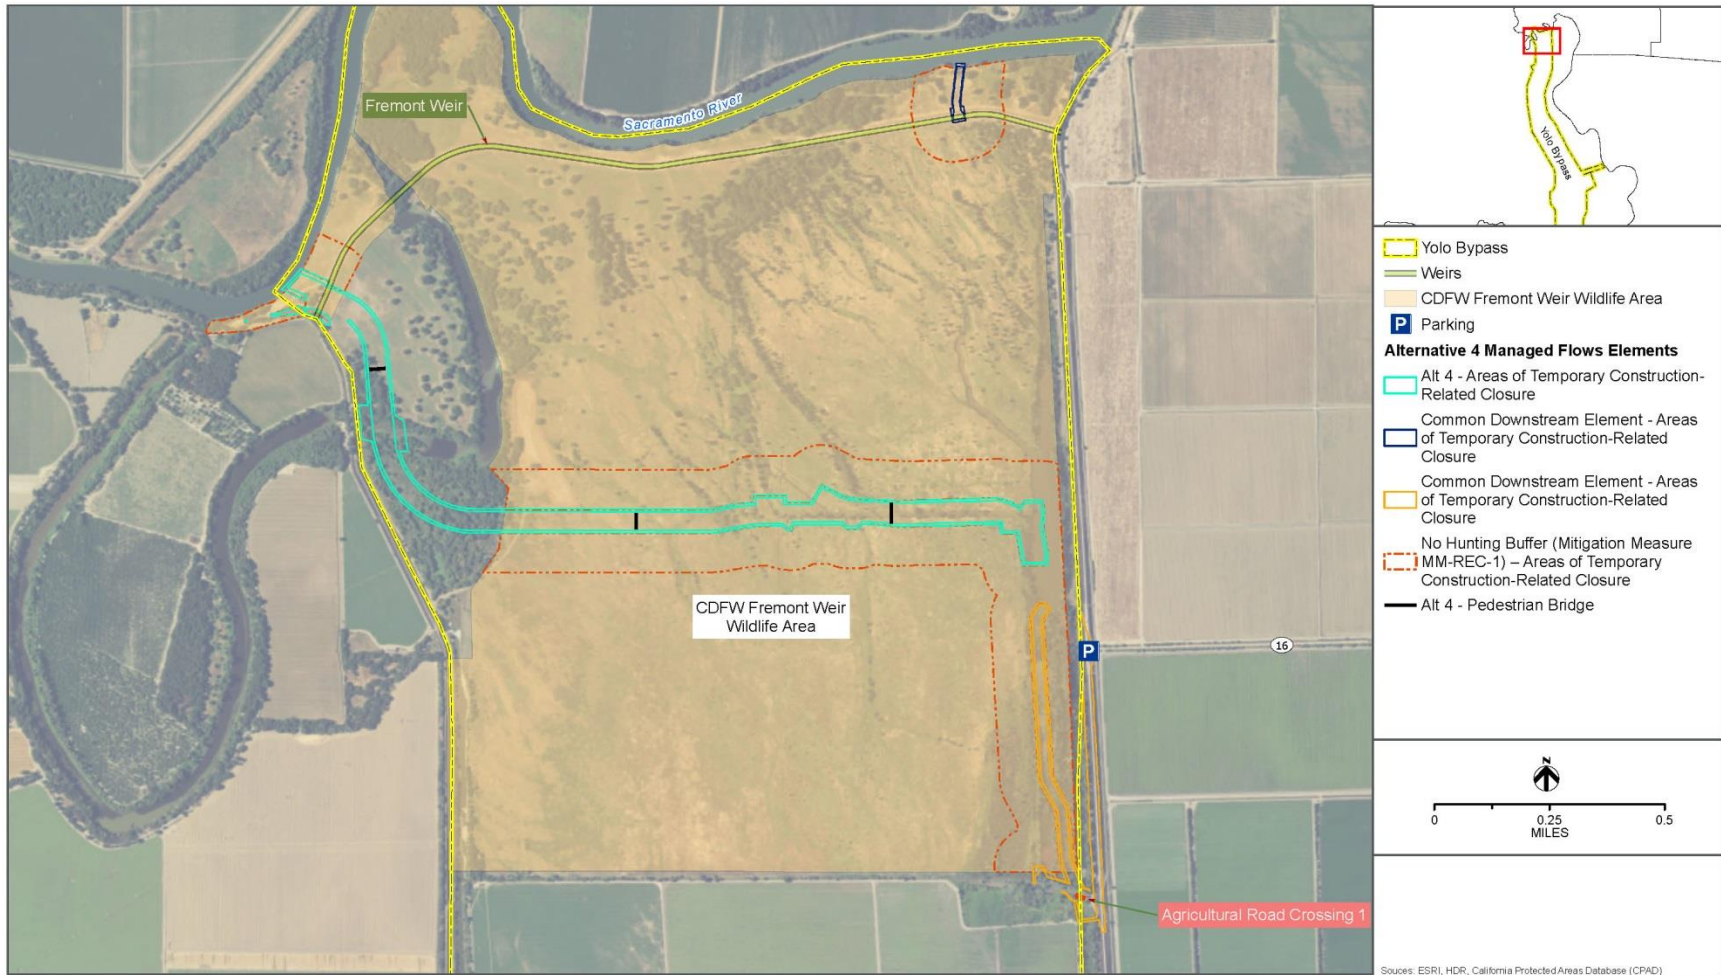 Fremont Weir
Sacramento River
CDFW Fremont Weir
Wildlife Area
P
16
Agricultural Road Crossing 1
Yolo Bypass
Yolo Bypass
Weirs
CDFW Fremont Weir Wildlife Area
P Parking
Alternative 4 Managed Flows Elements
Alt 4 - Areas of Temporary Construction-
Related Closure
Common Downstream Element - Areas
of Temporary Construction-Related
Closure
Common Downstream Element - Areas
of Temporary Construction-Related
Closure
No Hunting Buffer (Mitigation Measure
MM-REC-1) – Areas of Temporary
Construction-Related Closure
Alt 4 - Pedestrian Bridge
N
0 0.25 0.5
MILES
Souces: ESRI, HDR, California Protected Areas Database (CPAD)